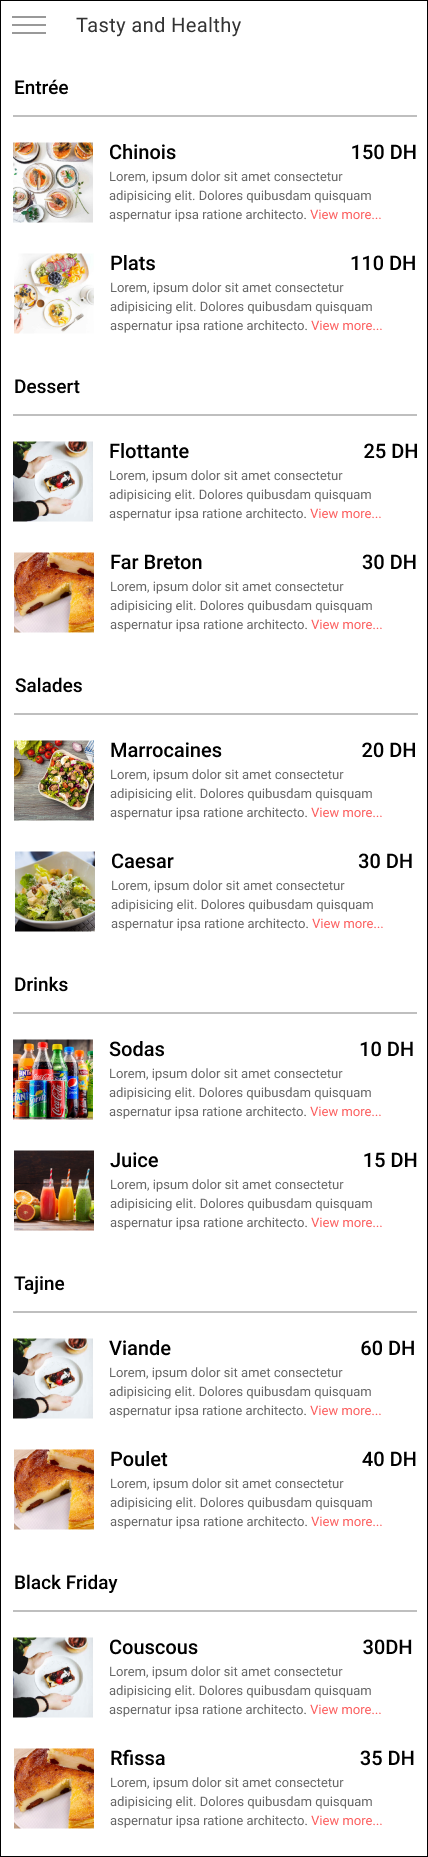 Tasty and Healthy
Entrée
Chinois 150 DH
Lorem, ipsum dolor sit amet consectetur
adipisicing elit. Dolores quibusdam quisquam
aspernatur ipsa ratione architecto. View more...
Plats 110 DH
Lorem, ipsum dolor sit amet consectetur
adipisicing elit. Dolores quibusdam quisquam
aspernatur ipsa ratione architecto. View more...
Dessert
Flottante 25 DH
Lorem, ipsum dolor sit amet consectetur
adipisicing elit. Dolores quibusdam quisquam
aspernatur ipsa ratione architecto. View more...
Far Breton 30 DH
Lorem, ipsum dolor sit amet consectetur
adipisicing elit. Dolores quibusdam quisquam
aspernatur ipsa ratione architecto. View more...
Salades
Marrocaines 20 DH
Lorem, ipsum dolor sit amet consectetur
adipisicing elit. Dolores quibusdam quisquam
aspernatur ipsa ratione architecto. View more...
Caesar 30 DH
Lorem, ipsum dolor sit amet consectetur
adipisicing elit. Dolores quibusdam quisquam
aspernatur ipsa ratione architecto. View more...
Drinks
Sodas 10 DH
Lorem, ipsum dolor sit amet consectetur
adipisicing elit. Dolores quibusdam quisquam
aspernatur ipsa ratione architecto. View more...
Juice 15 DH
Lorem, ipsum dolor sit amet consectetur
adipisicing elit. Dolores quibusdam quisquam
aspernatur ipsa ratione architecto. View more...
Tajine
Viande 60 DH
Lorem, ipsum dolor sit amet consectetur
adipisicing elit. Dolores quibusdam quisquam
aspernatur ipsa ratione architecto. View more...
Poulet 40 DH
Lorem, ipsum dolor sit amet consectetur
adipisicing elit. Dolores quibusdam quisquam
aspernatur ipsa ratione architecto. View more...
Black Friday
Couscous 30DH
Lorem, ipsum dolor sit amet consectetur
adipisicing elit. Dolores quibusdam quisquam
aspernatur ipsa ratione architecto. View more...
Rfissa 35 DH
Lorem, ipsum dolor sit amet consectetur
adipisicing elit. Dolores quibusdam quisquam
aspernatur ipsa ratione architecto. View more...